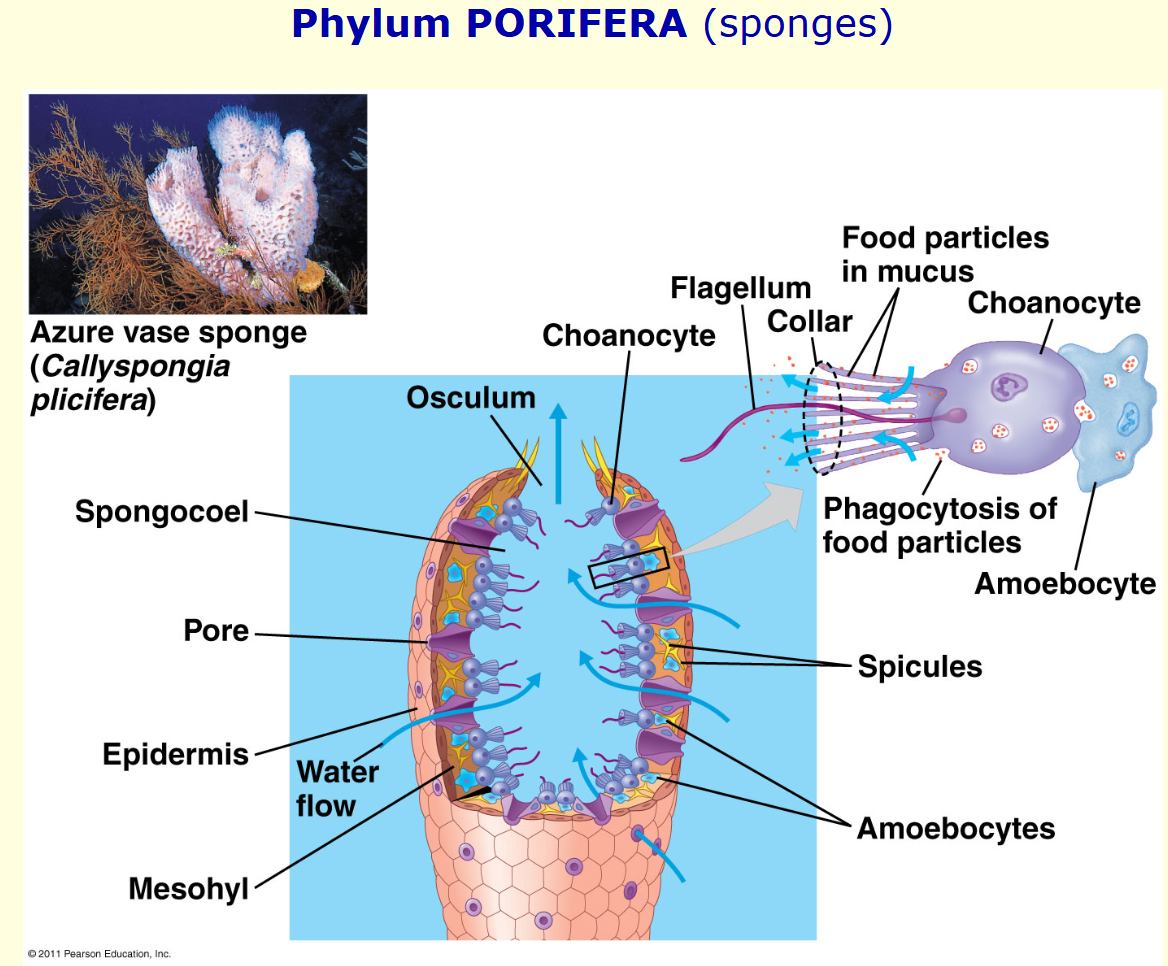 Phylum PORIFERA (sponges)
Azure vase sponge
(Callyspongia
plicifera)
Food particles
in mucus
Flagellum
Collar
Choanocyte
Choanocyte
Osculum
Spongocoel
Phagocytosis of
food particles
Amoebocyte
Pore
Spicules
Epidermis
Water
flow
Amoebocytes
Mesohyl
© 2011 Pearson Education, Inc.